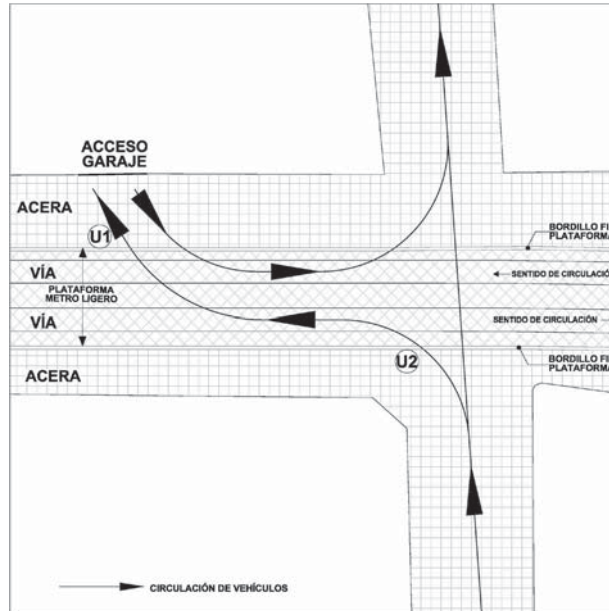 ACCESO
GARAJE
ACERA
U1
BORDILLO FI
PLATAFORMA
VÍA
SENTIDO DE CIRCULACIÓ
PLATAFORMA
METRO LIGERO
VÍA
SENTIDO DE CIRCULACIÓN
U2
BORDILLO FI
PLATAFORMA
ACERA
CIRCULACIÓN DE VEHÍCULOS